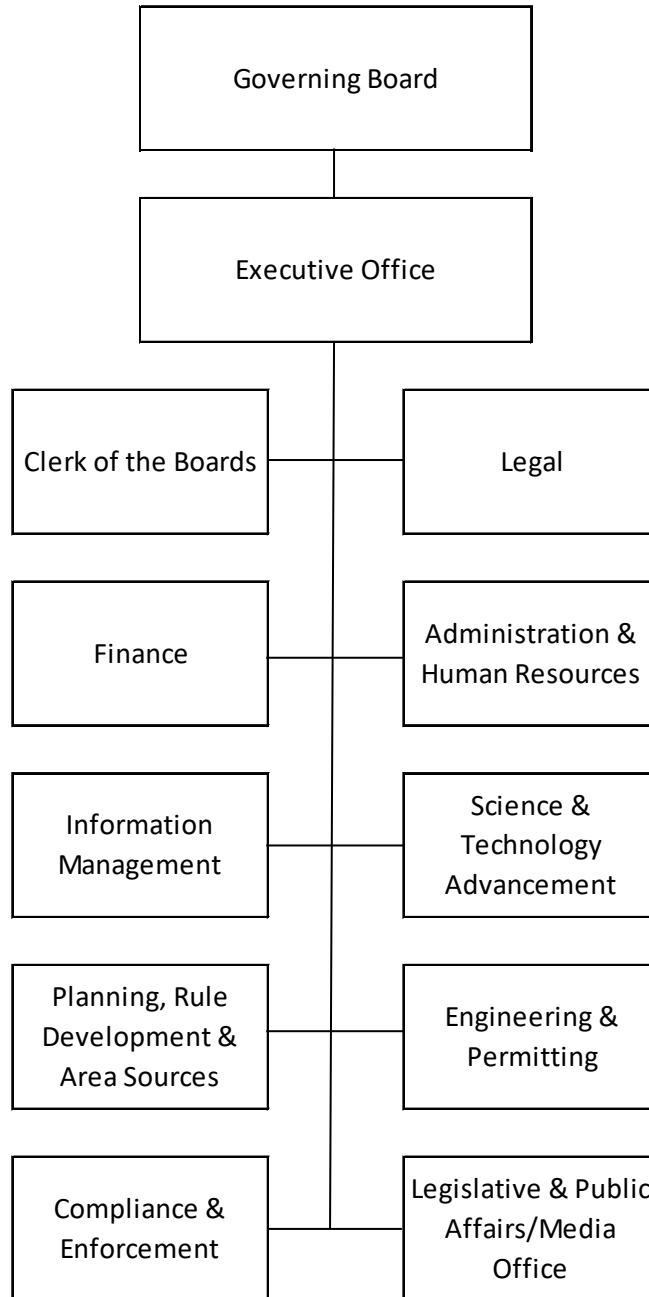 Governing Board
Executive Office
Clerk of the Boards
Legal
Finance
Administration &
Human Resources
Information
Management
Science &
Technology
Advancement
Planning, Rule
Development &
Area Sources
Engineering &
Permitting
Compliance &
Enforcement
Legislative & Public
Affairs/Media
Office